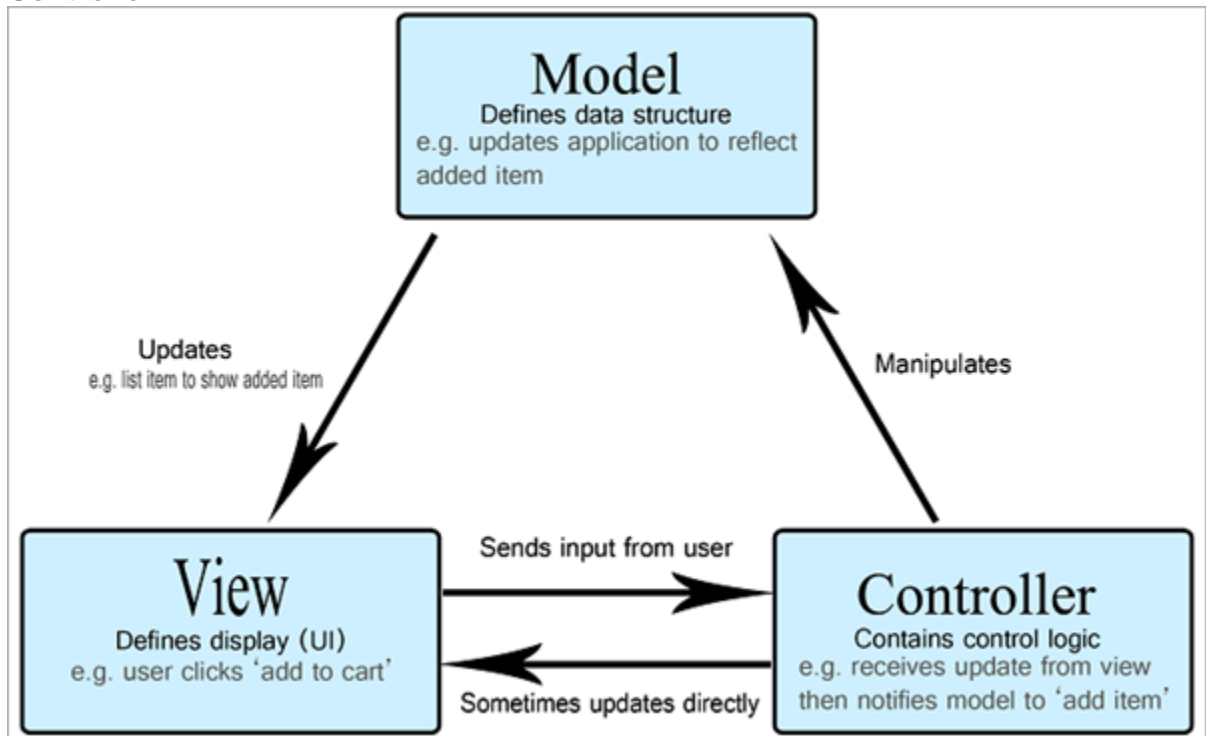 Model
Defines data structure
e.g. updates application to reflect
added item
Updates
e.g. list item to show added item
Manipulates
Sends input from user
View
Defines display (UI)
e.g. user clicks ‘add to cart’
Controller
Contains control logic
e.g. receives update from view
then notifies model to ‘add item’
Sometimes updates directly